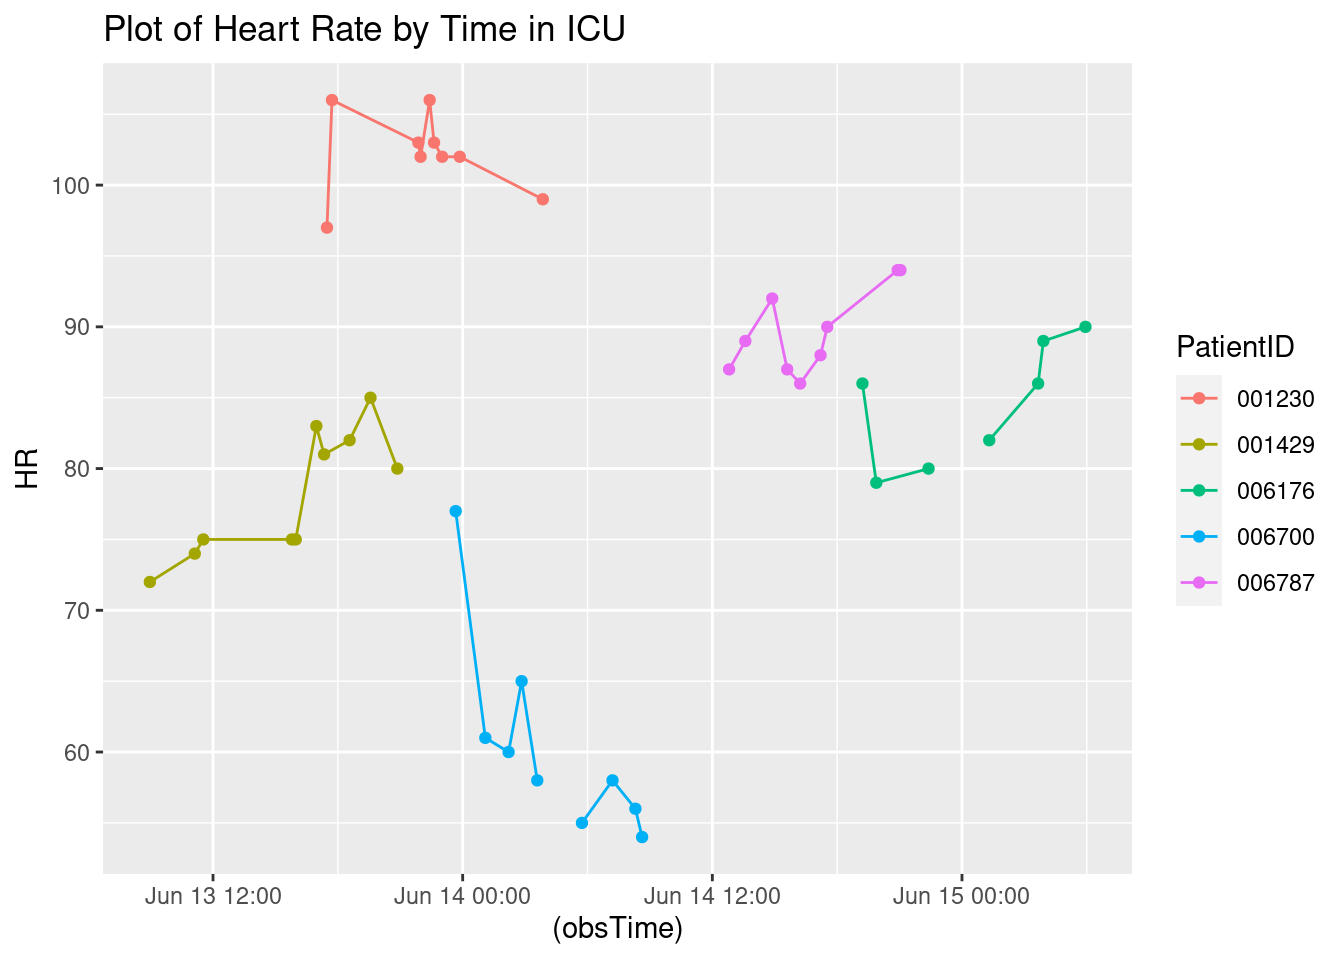 Plot of Heart Rate by Time in ICU
HR
100
90
80
70
60
Jun 13 12:00
Jun 14 00:00
Jun 14 12:00
Jun 15 00:00
(obsTime)
PatientID
001230
001429
006176
006700
006787